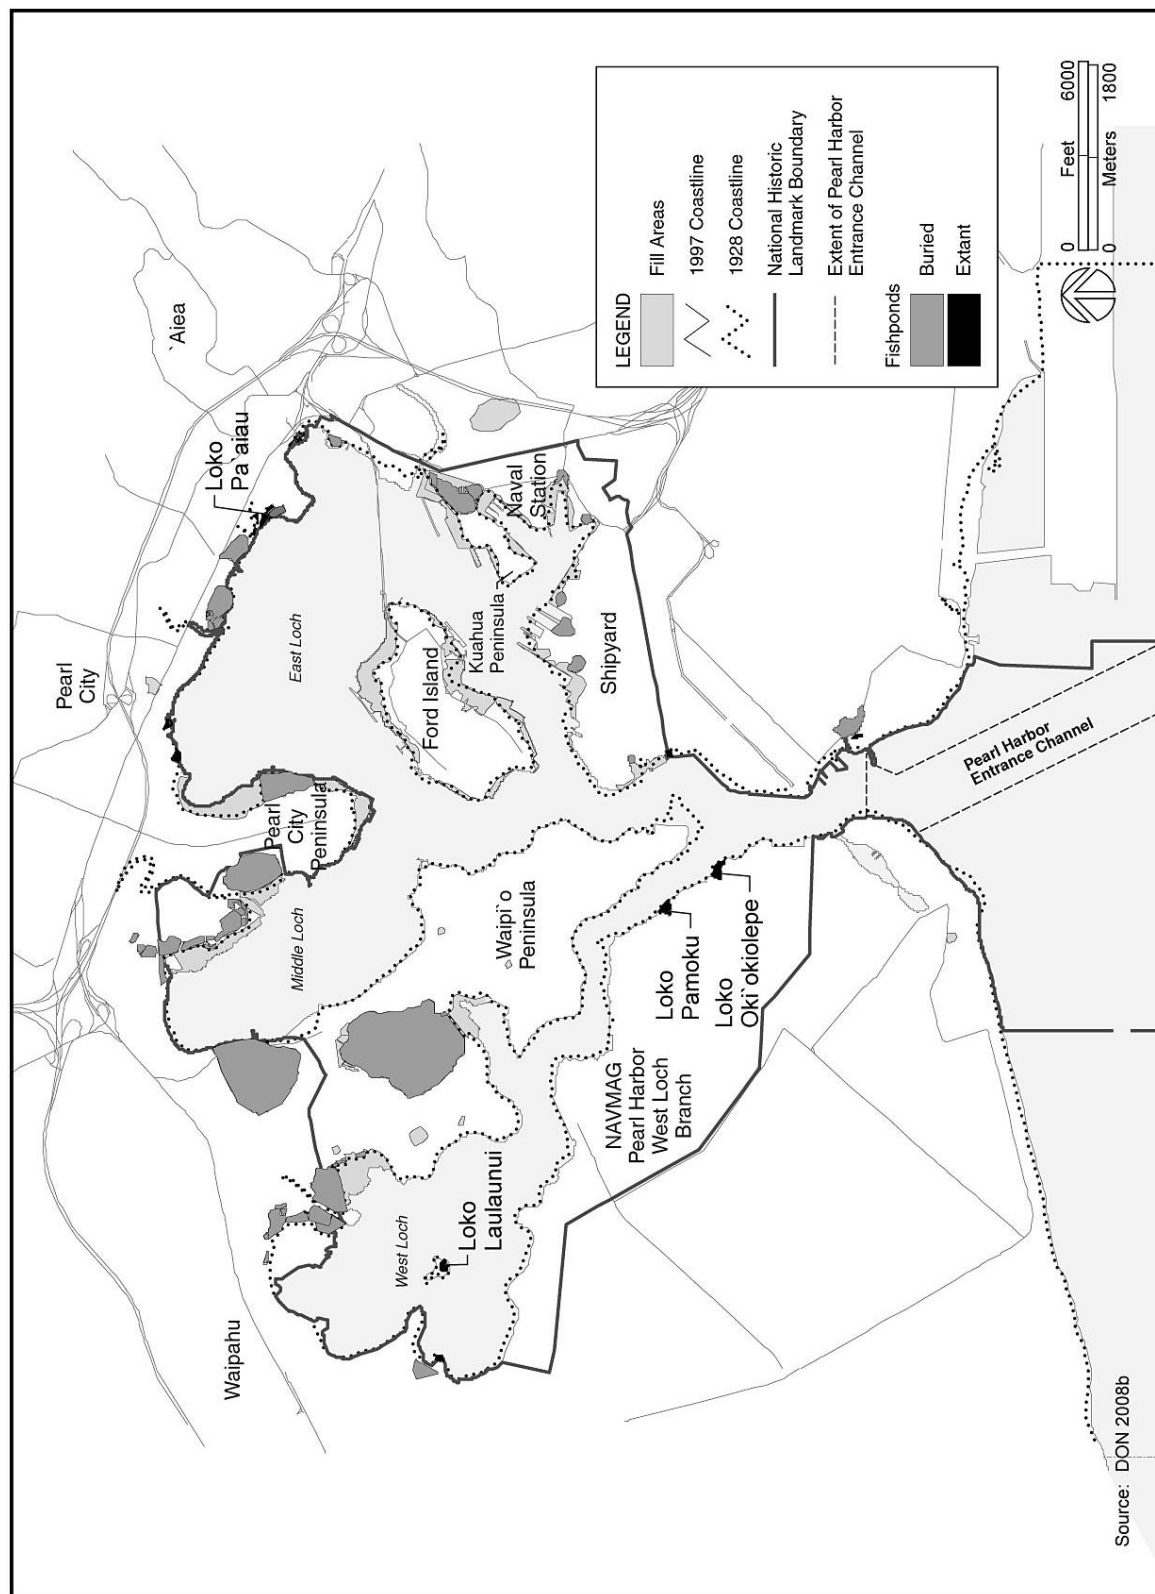 Pearl
City
`Aiea
Loko
Pa`aiau
Waipahu
Pearl
City
Peninsula
East Loch
Middle Loch
West Loch
Ford Island
Kuahua
Peninsula
Naval
Station
Shipyard
Waipi`o
Peninsula
Loko
Laulaunui
Loko
Pamoku
Loko
Oki`okiolepe
NAVMAG
Pearl Harbor
West Loch
Branch
Pearl Harbor
Entrance Channel
LEGEND
Fill Areas
1997 Coastline
1928 Coastline
National Historic
Landmark Boundary
Extent of Pearl Harbor
Entrance Channel
Fishponds
Buried
Extant
0 Feet 6000
0 Meters 1800
Source: DON 2008b